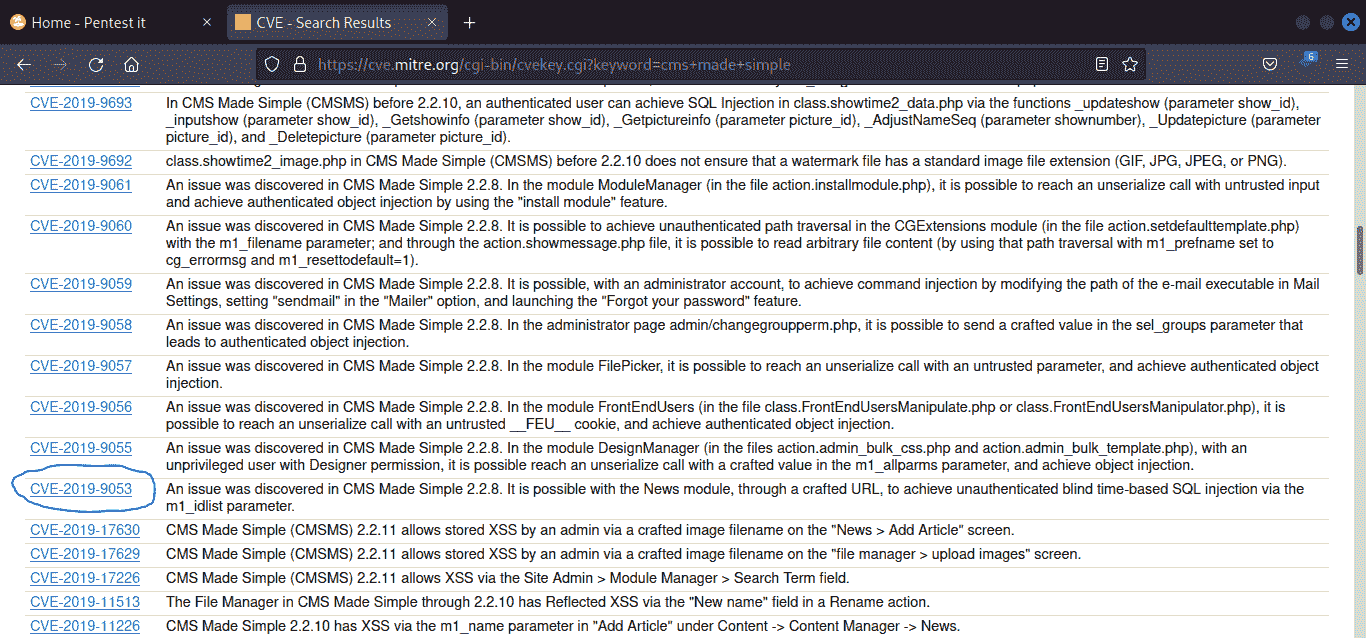 Home - Pentest it
CVE - Search Results
https://cve.mitre.org/cgi-bin/cvekey.cgi?keyword=cms+made+simple
6
CVE-2019-9693 In CMS Made Simple (CMSMS) before 2.2.10, an authenticated user can achieve SQL Injection in class.showtime2_data.php via the functions _updateshow (parameter show_id),
_inputshow (parameter show_id), _Getshowinfo (parameter show_id), _Getpictureinfo (parameter picture_id), _AdjustNameSeq (parameter shownumber), _Updatepicture (parameter
picture_id), and _Deletepicture (parameter picture_id).
CVE-2019-9692 class.showtime2_image.php in CMS Made Simple (CMSMS) before 2.2.10 does not ensure that a watermark file has a standard image file extension (GIF, JPG, JPEG, or PNG).
CVE-2019-9061 An issue was discovered in CMS Made Simple 2.2.8. In the module ModuleManager (in the file action.installmodule.php), it is possible to reach an unserialize call with untrusted input
and achieve authenticated object injection by using the "install module" feature.
CVE-2019-9060 An issue was discovered in CMS Made Simple 2.2.8. It is possible to achieve unauthenticated path traversal in the CGExtensions module (in the file action.setdefaulttemplate.php)
with the m1_filename parameter; and through the action.showmessage.php file, it is possible to read arbitrary file content (by using that path traversal with m1_prefname set to
cg_errormsg and m1_resettodefault=1).
CVE-2019-9059 An issue was discovered in CMS Made Simple 2.2.8. It is possible, with an administrator account, to achieve command injection by modifying the path of the e-mail executable in Mail
Settings, setting "sendmail" in the "Mailer" option, and launching the "Forgot your password" feature.
CVE-2019-9058 An issue was discovered in CMS Made Simple 2.2.8. In the administrator page admin/changegroupperm.php, it is possible to send a crafted value in the sel_groups parameter that
leads to authenticated object injection.
CVE-2019-9057 An issue was discovered in CMS Made Simple 2.2.8. In the module FilePicker, it is possible to reach an unserialize call with an untrusted parameter, and achieve authenticated object
injection.
CVE-2019-9056 An issue was discovered in CMS Made Simple 2.2.8. In the module FrontEndUsers (in the file class.FrontEndUsersManipulate.php or class.FrontEndUsersManipulator.php), it is
possible to reach an unserialize call with an untrusted __FEU__ cookie, and achieve authenticated object injection.
CVE-2019-9055 An issue was discovered in CMS Made Simple 2.2.8. In the module DesignManager (in the files action.admin_bulk_css.php and action.admin_bulk_template.php), with an
unprivileged user with Designer permission, it is possible reach an unserialize call with a crafted value in the m1_allparms parameter, and achieve object injection.
CVE-2019-9053 An issue was discovered in CMS Made Simple 2.2.8. It is possible with the News module, through a crafted URL, to achieve unauthenticated blind time-based SQL injection via the
m1_idlist parameter.
CVE-2019-17630 CMS Made Simple (CMSMS) 2.2.11 allows stored XSS by an admin via a crafted image filename on the "News > Add Article" screen.
CVE-2019-17629 CMS Made Simple (CMSMS) 2.2.11 allows stored XSS by an admin via a crafted image filename on the "file manager > upload images" screen.
CVE-2019-17226 CMS Made Simple (CMSMS) 2.2.11 allows XSS via the Site Admin > Module Manager > Search Term field.
CVE-2019-11513 The File Manager in CMS Made Simple through 2.2.10 has Reflected XSS via the "New name" field in a Rename action.
CVE-2019-11226 CMS Made Simple 2.2.10 has XSS via the m1_name parameter in "Add Article" under Content -> Content Manager -> News.